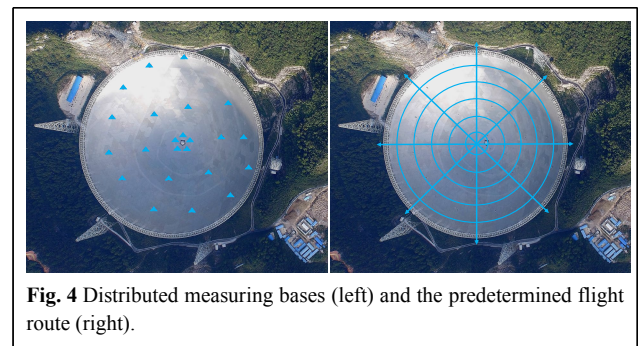 Fig. 4 Distributed measuring bases (left) and the predetermined flight
route (right).